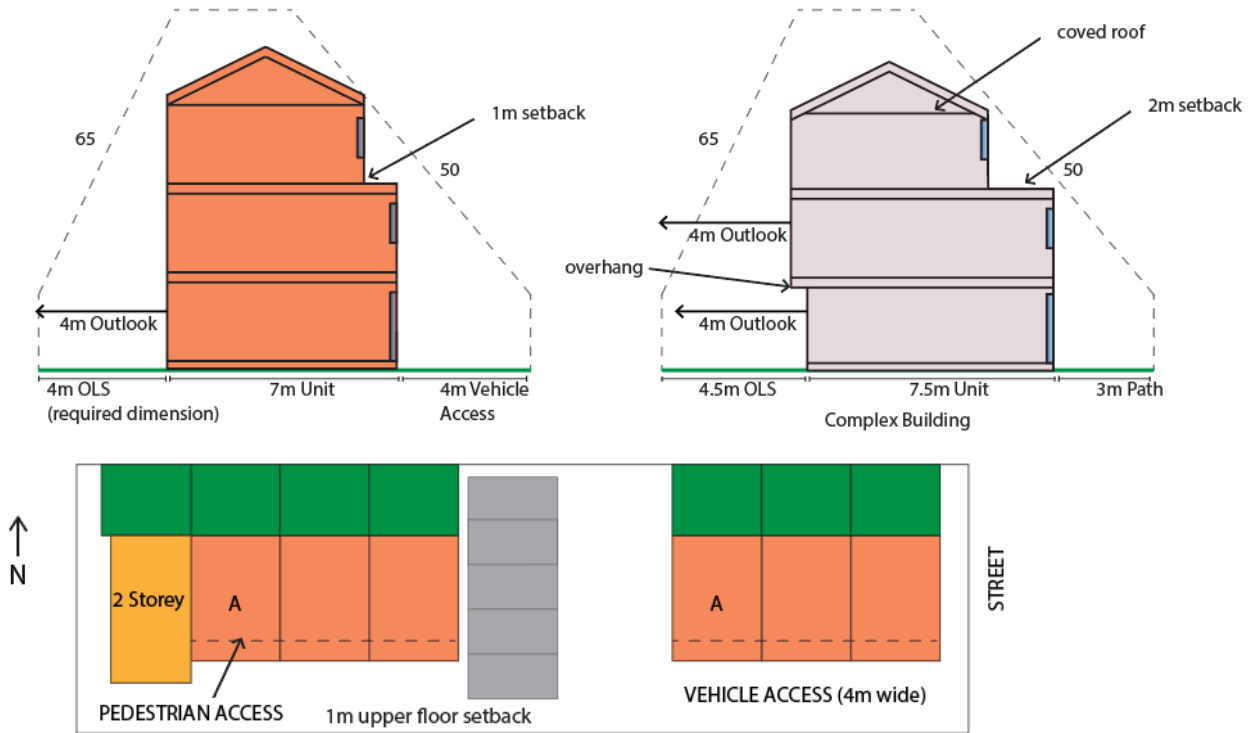 65
1m setback
50
4m Outlook
4m OLS
(required dimension)
7m Unit
4m Vehicle
Access
coved roof
65
2m setback
50
4m Outlook
overhang
4m Outlook
4.5m OLS
7.5m Unit
3m Path
Complex Building
N
2 Storey
A
A
STREET
PEDESTRIAN ACCESS
1m upper floor setback
VEHICLE ACCESS (4m wide)